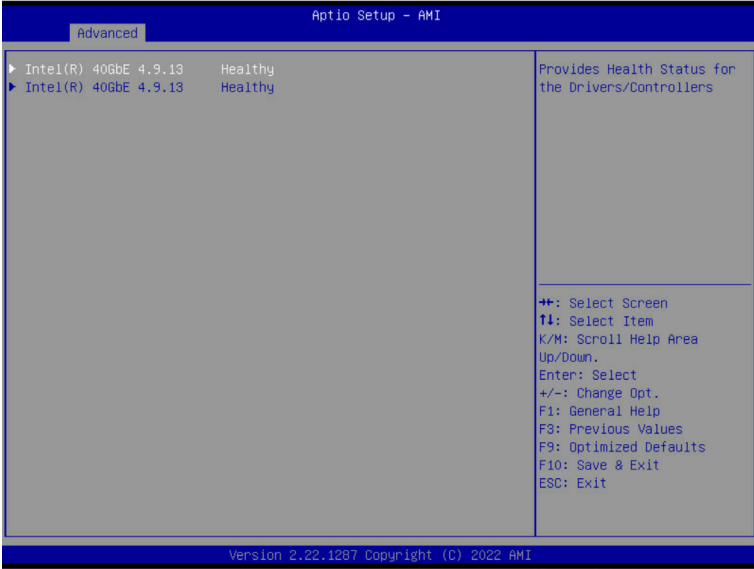 Aptio Setup – AMI
Advanced
▶ Intel(R) 40GbE 4.9.13 Healthy
▶ Intel(R) 40GbE 4.9.13 Healthy
Provides Health Status for
the Drivers/Controllers
→←: Select Screen
↑↓: Select Item
K/M: Scroll Help Area
Up/Down.
Enter: Select
+/-: Change Opt.
F1: General Help
F3: Previous Values
F9: Optimized Defaults
F10: Save & Exit
ESC: Exit
Version 2.22.1287 Copyright (C) 2022 AMI